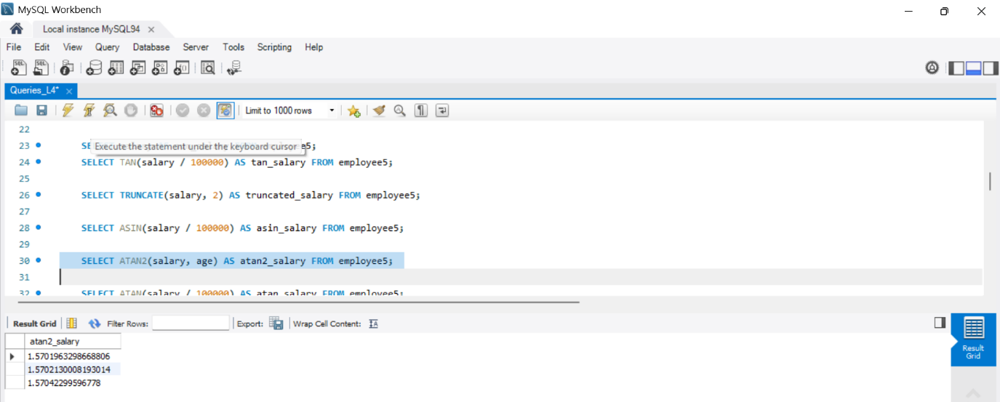 MySQL Workbench
Local instance MySQL94
File Edit View Query Database Server Tools Scripting Help
Queries_L4*
Limit to 1000 rows
22
23 SE Execute the statement under the keyboard cursor e5;
24 SELECT TAN(salary / 100000) AS tan_salary FROM employee5;
25
26 SELECT TRUNCATE(salary, 2) AS truncated_salary FROM employee5;
27
28 SELECT ASIN(salary / 100000) AS asin_salary FROM employee5;
29
30 SELECT ATAN2(salary, age) AS atan2_salary FROM employee5;
31
32 SELECT ATAN(salary / 100000) AS atan_salary FROM employee5;
Result Grid Filter Rows: Export: Wrap Cell Content: IA
atan2_salary
1.5701963298668806
1.5702130008193014
1.57042299596778
Result
Grid